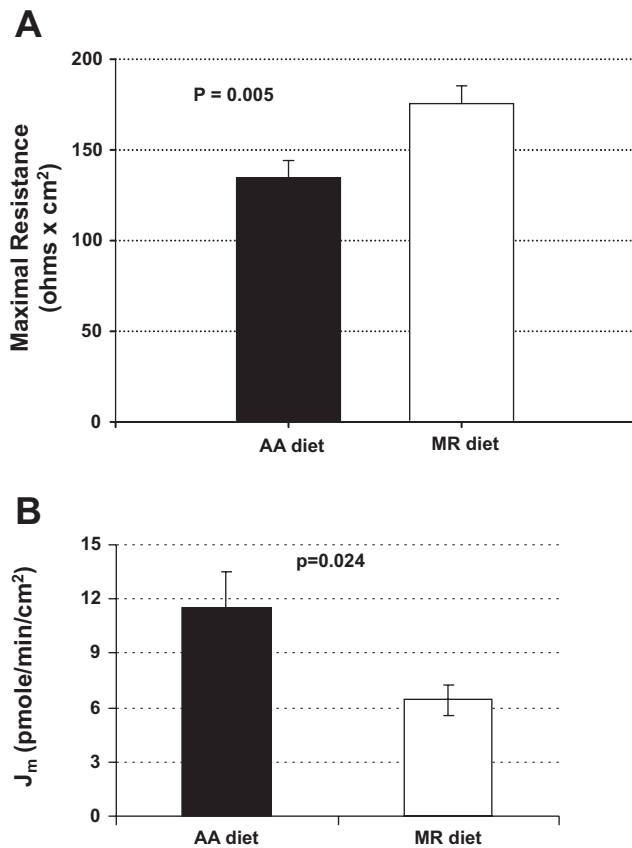 A
200
P = 0.005
150
100
50
0
Maximal Resistance
(ohms x cm²)
AA diet MR diet
B
15
p=0.024
12
9
6
3
0
Jₘ (pmole/min/cm²)
AA diet MR diet